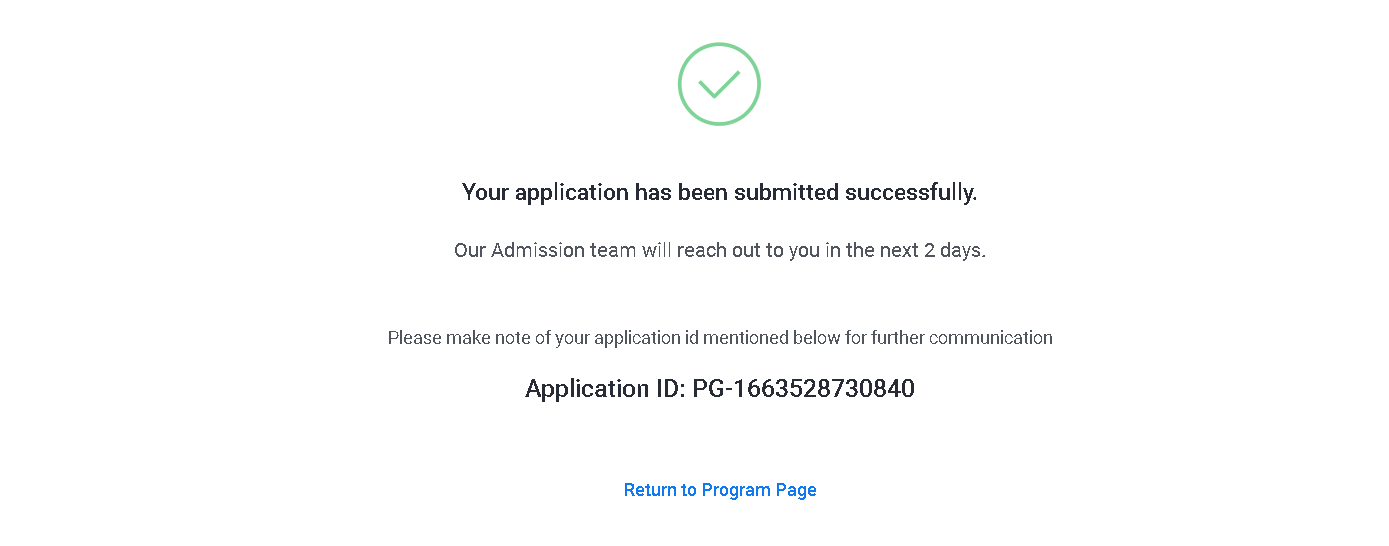 Your application has been submitted successfully.
Our Admission team will reach out to you in the next 2 days.
Please make note of your application id mentioned below for further communication
Application ID: PG-1663528730840
Return to Program Page